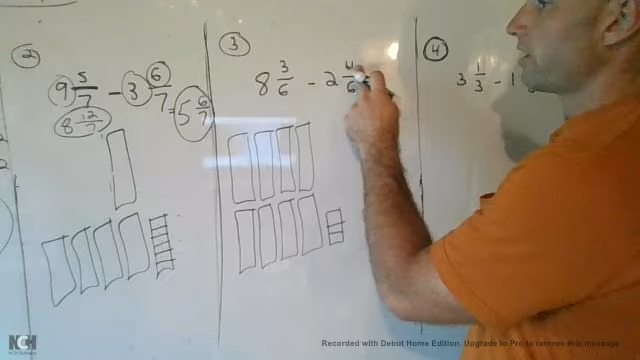 2
9 5/7 - 3 6/7 = 5 6/7
8 12/7
3
8 3/6 - 2 4/6
4
3 1/3 - 1
NCH
Recorded with Debut Home Edition. Upgrade to Pro to remove this message